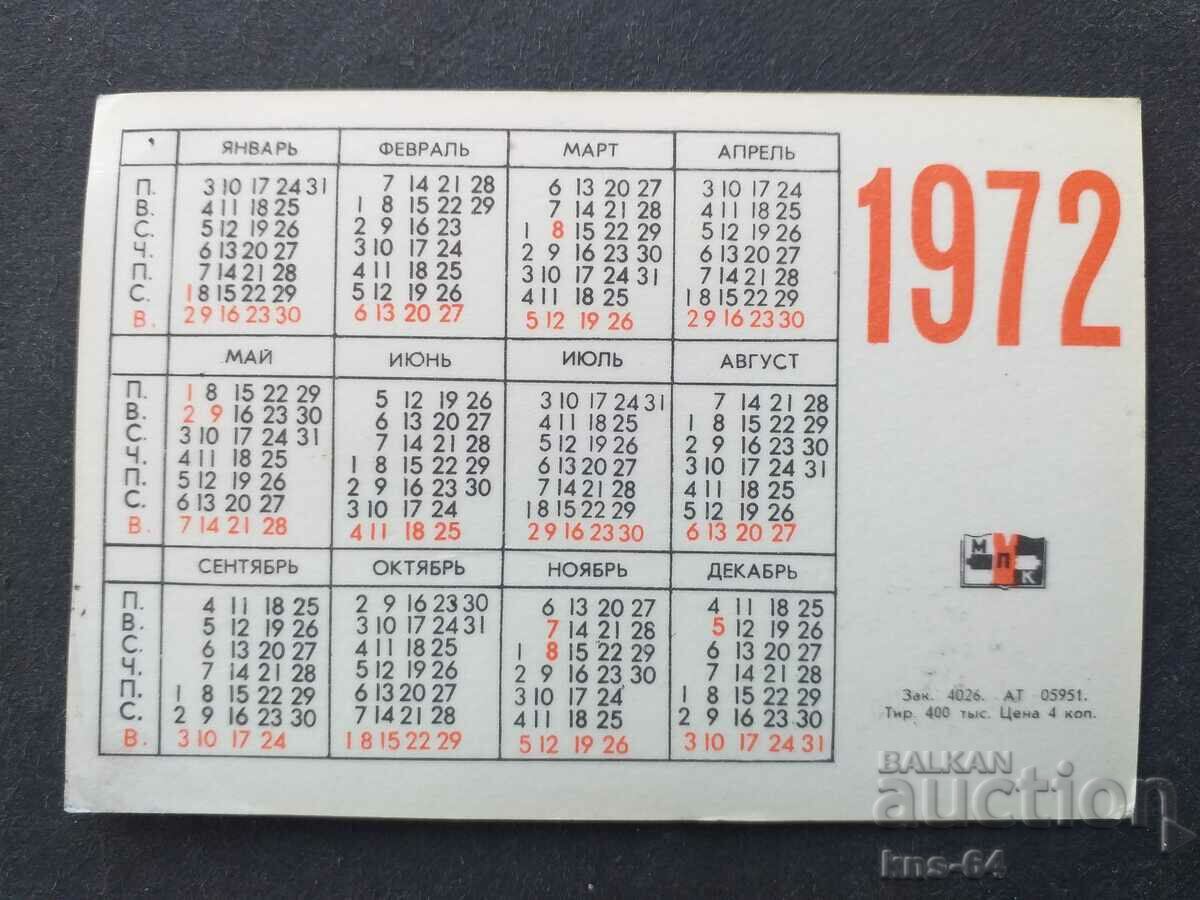 1972
ЯНВАРЬ ФЕВРАЛЬ МАРТ АПРЕЛЬ
П. 3 10 17 24 31 7 14 21 28 6 13 20 27 3 10 17 24
В. 4 11 18 25 1 8 15 22 29 7 14 21 28 4 11 18 25
С. 5 12 19 26 2 9 16 23 1 8 15 22 29 5 12 19 26
Ч. 6 13 20 27 3 10 17 24 2 9 16 23 30 6 13 20 27
П. 7 14 21 28 4 11 18 25 3 10 17 24 31 7 14 21 28
С. 1 8 15 22 29 5 12 19 26 4 11 18 25 1 8 15 22 29
В. 2 9 16 23 30 6 13 20 27 5 12 19 26 2 9 16 23 30
МАЙ ИЮНЬ ИЮЛЬ АВГУСТ
П. 1 8 15 22 29 5 12 19 26 3 10 17 24 31 7 14 21 28
В. 2 9 16 23 30 6 13 20 27 4 11 18 25 1 8 15 22 29
С. 3 10 17 24 31 7 14 21 28 5 12 19 26 2 9 16 23 30
Ч. 4 11 18 25 1 8 15 22 29 6 13 20 27 3 10 17 24 31
П. 5 12 19 26 2 9 16 23 30 7 14 21 28 4 11 18 25
С. 6 13 20 27 3 10 17 24 1 8 15 22 29 5 12 19 26
В. 7 14 21 28 4 11 18 25 2 9 16 23 30 6 13 20 27
СЕНТЯБРЬ ОКТЯБРЬ НОЯБРЬ ДЕКАБРЬ
П. 4 11 18 25 2 9 16 23 30 6 13 20 27 4 11 18 25
В. 5 12 19 26 3 10 17 24 31 7 14 21 28 5 12 19 26
С. 6 13 20 27 4 11 18 25 1 8 15 22 29 6 13 20 27
Ч. 7 14 21 28 5 12 19 26 2 9 16 23 30 7 14 21 28
П. 1 8 15 22 29 6 13 20 27 3 10 17 24 1 8 15 22 29
С. 2 9 16 23 30 7 14 21 28 4 11 18 25 2 9 16 23 30
В. 3 10 17 24 1 8 15 22 29 5 12 19 26 3 10 17 24 31
МПК
Зак. 4026. АТ 05951.
Тир. 400 тыс. Цена 4 коп.
BALKAN
auction
kns-64